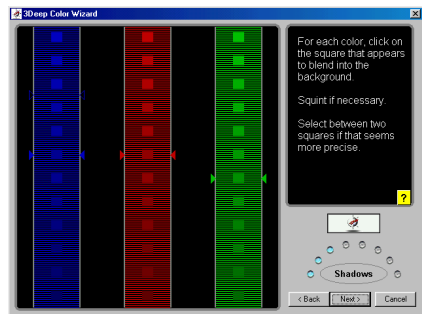 3Deep Color Wizard
For each color, click on
the square that appears
to blend into the
background.
Squint if necessary.
Select between two
squares if that seems
more precise.
?
Shadows
< Back
Next >
Cancel